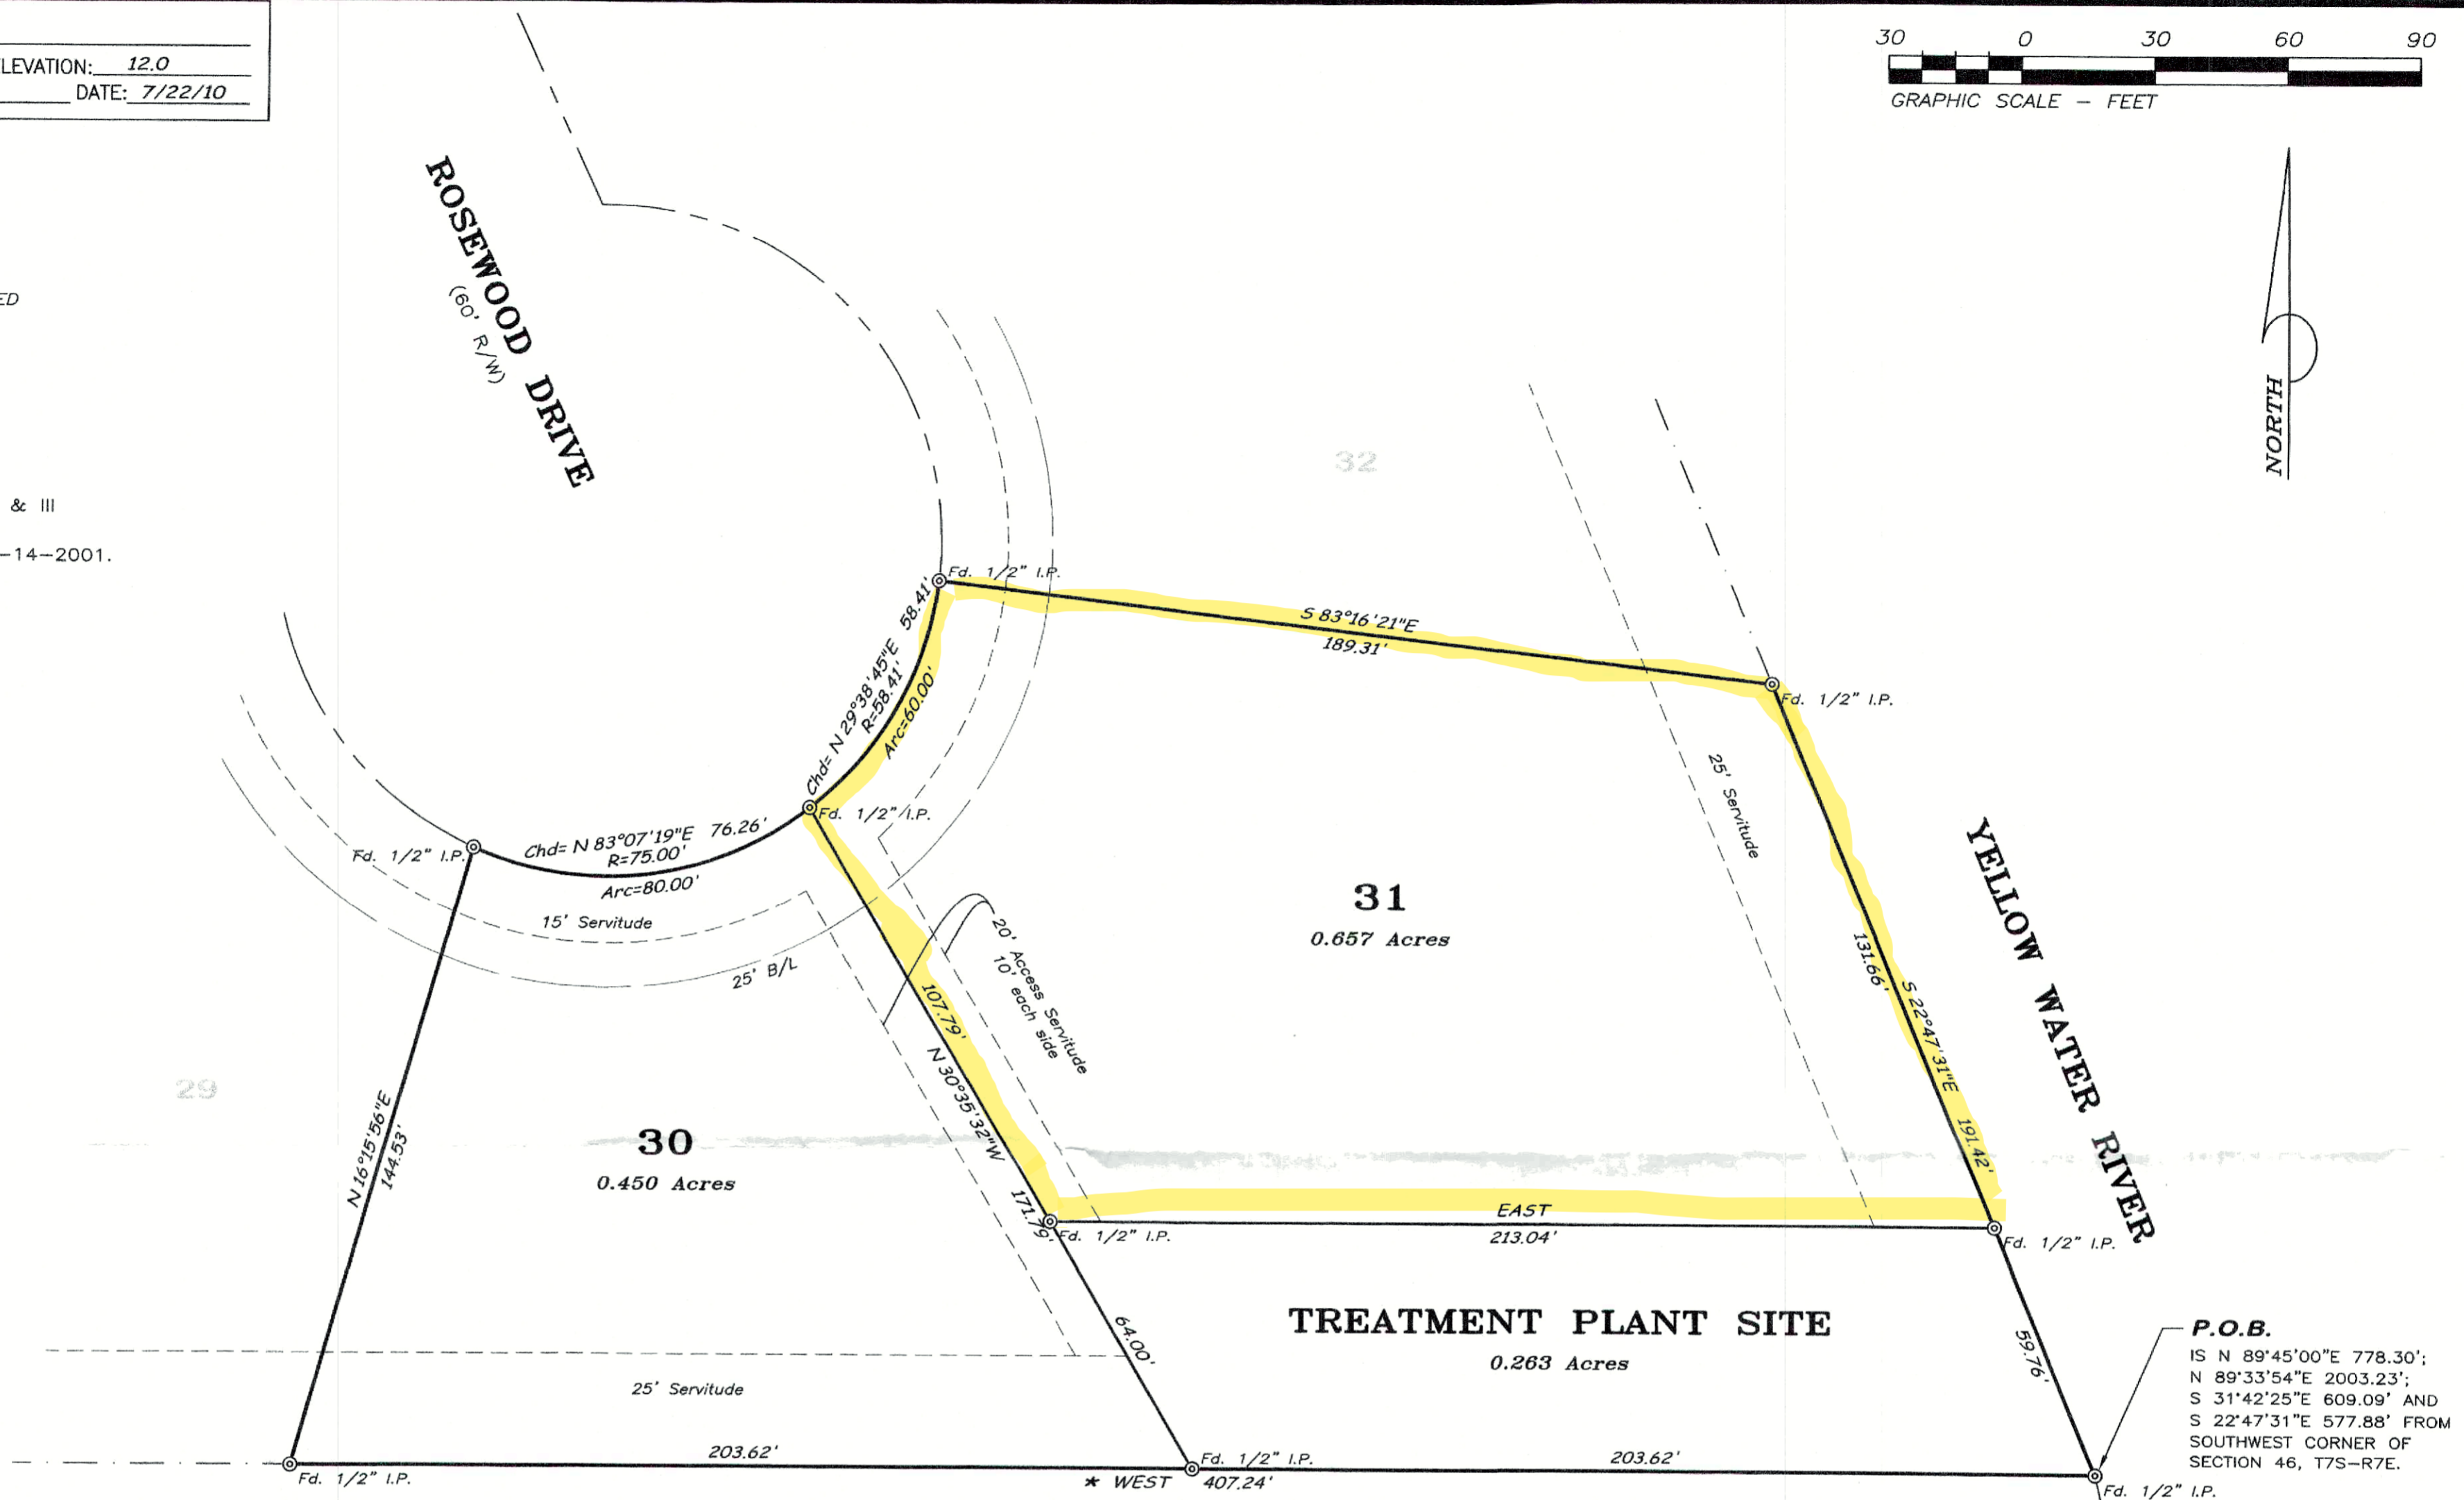 LEVATION: 12.0
DATE: 7/22/10
30 0 30 60 90
GRAPHIC SCALE – FEET
NORTH
ED
& III
-14-2001.
ROSEWOOD DRIVE
(60' R/W)
32
Fd. 1/2" I.P.
S 83°16'21"E
189.31'
Fd. 1/2" I.P.
Chd= N 29°38'45"E 58.41'
R=58.41'
Arc=60.00'
Fd. 1/2" I.P.
Fd. 1/2" I.P.
Chd= N 83°07'19"E 76.26'
R=75.00'
Arc=80.00'
15' Servitude
25' B/L
25' Servitude
YELLOW WATER RIVER
31
0.657 Acres
131.66'
S 22°47'31"E 191.42'
20' Access Servitude
10' each side
107.79'
N 30°35'32"W 171.79'
29
N 16°15'56"E
144.53'
30
0.450 Acres
EAST
213.04'
Fd. 1/2" I.P.
Fd. 1/2" I.P.
TREATMENT PLANT SITE
0.263 Acres
64.00'
59.76'
25' Servitude
P.O.B.
IS N 89°45'00"E 778.30';
N 89°33'54"E 2003.23';
S 31°42'25"E 609.09' AND
S 22°47'31"E 577.88' FROM
SOUTHWEST CORNER OF
SECTION 46, T7S-R7E.
203.62'
Fd. 1/2" I.P.
203.62'
Fd. 1/2" I.P.
* WEST 407.24'
Fd. 1/2" I.P.